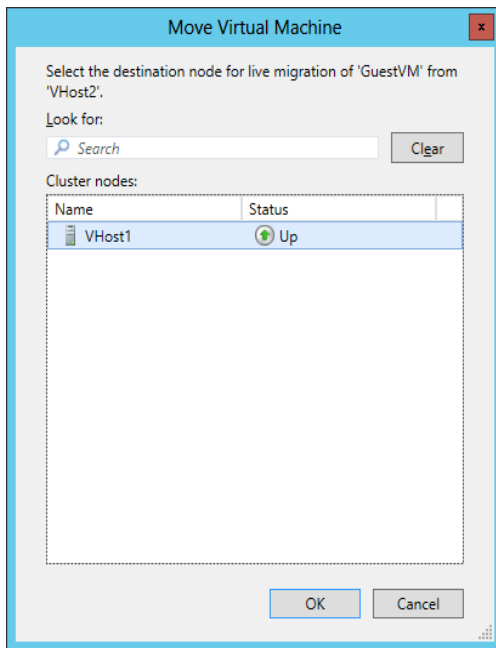 Move Virtual Machine
x
Select the destination node for live migration of 'GuestVM' from
'VHost2'.
Look for:
Search
Clear
Cluster nodes:
Name Status
VHost1 Up
OK Cancel